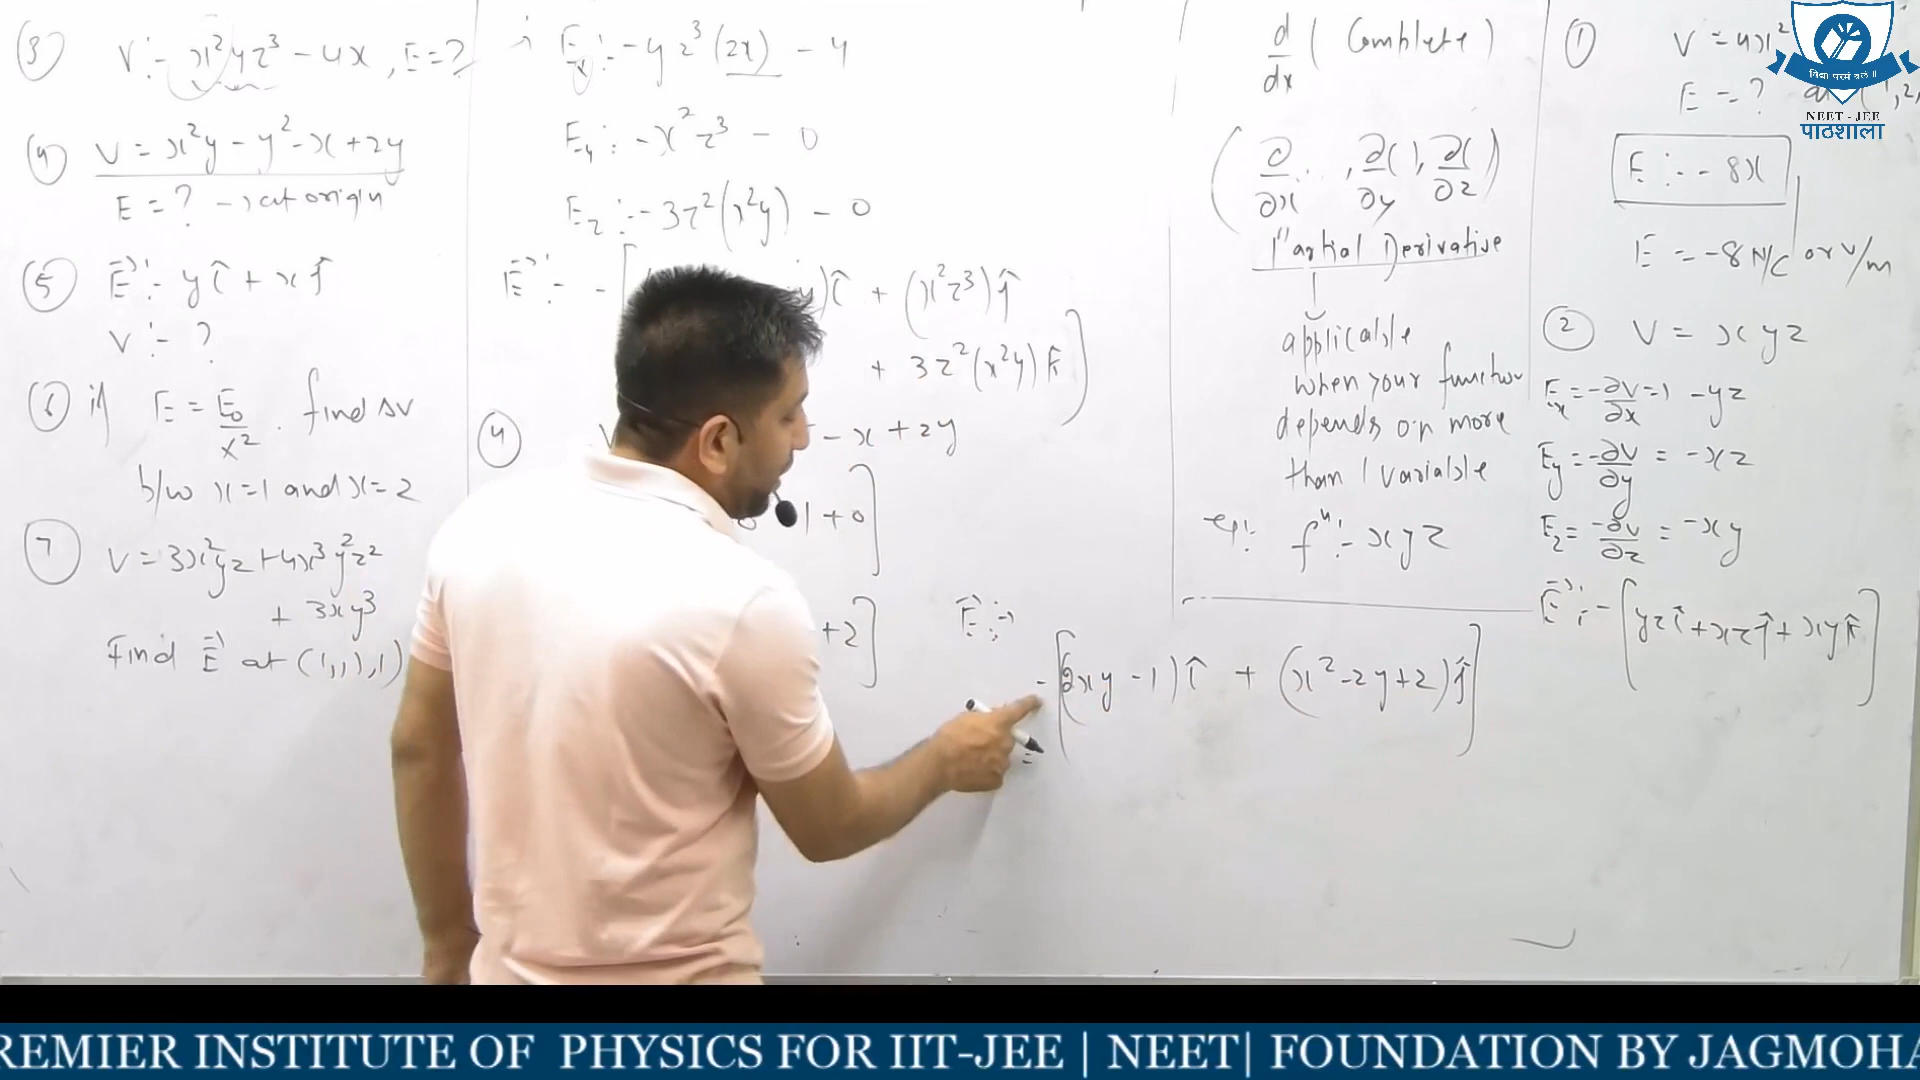 ③ V:- x²yz³ - 4x, E=?
④ V = x²y - y² - x + 2y
E = ? → at origin
⑤ E⃗:- yî + xĵ
V:- ?
⑥ if E = E₀/x² . find ΔV
b/w x=1 and x=2
⑦ V = 3x²yz + 4x³y²z²
+ 3xy³
Find E⃗ at (1,1,1)
Eₓ:- -yz³(2x) - 4
E_y:- -x²z³ - 0
E_z:- -3z²(x²y) - 0
E⃗:- -[ )î + (x²z³)ĵ
+ 3z²(x²y)k̂]
④ - x + 2y
1+0]
+2]
E⃗:-
-[(2xy - 1)î + (x² - 2y + 2)ĵ]
d/dx (Complete)
(∂/∂x ..., ∂( )/∂y, ∂( )/∂z)
Partial Derivative
applicable
when your function
depends on more
than 1 variable
eg: fⁿ:- xyz
① V = 4x²
E = ?
E:- - 8x
E = -8 N/C or V/m
② V = xyz
Eₓ = -∂V/∂x = -yz
E_y = -∂V/∂y = -xz
E_z = -∂V/∂z = -xy
E⃗:- -[yzî + xzĵ + xyk̂]
विद्या परमं बलं ॥
NEET - JEE
पाठशाला
REMIER INSTITUTE OF PHYSICS FOR IIT-JEE | NEET| FOUNDATION BY JAGMOHA